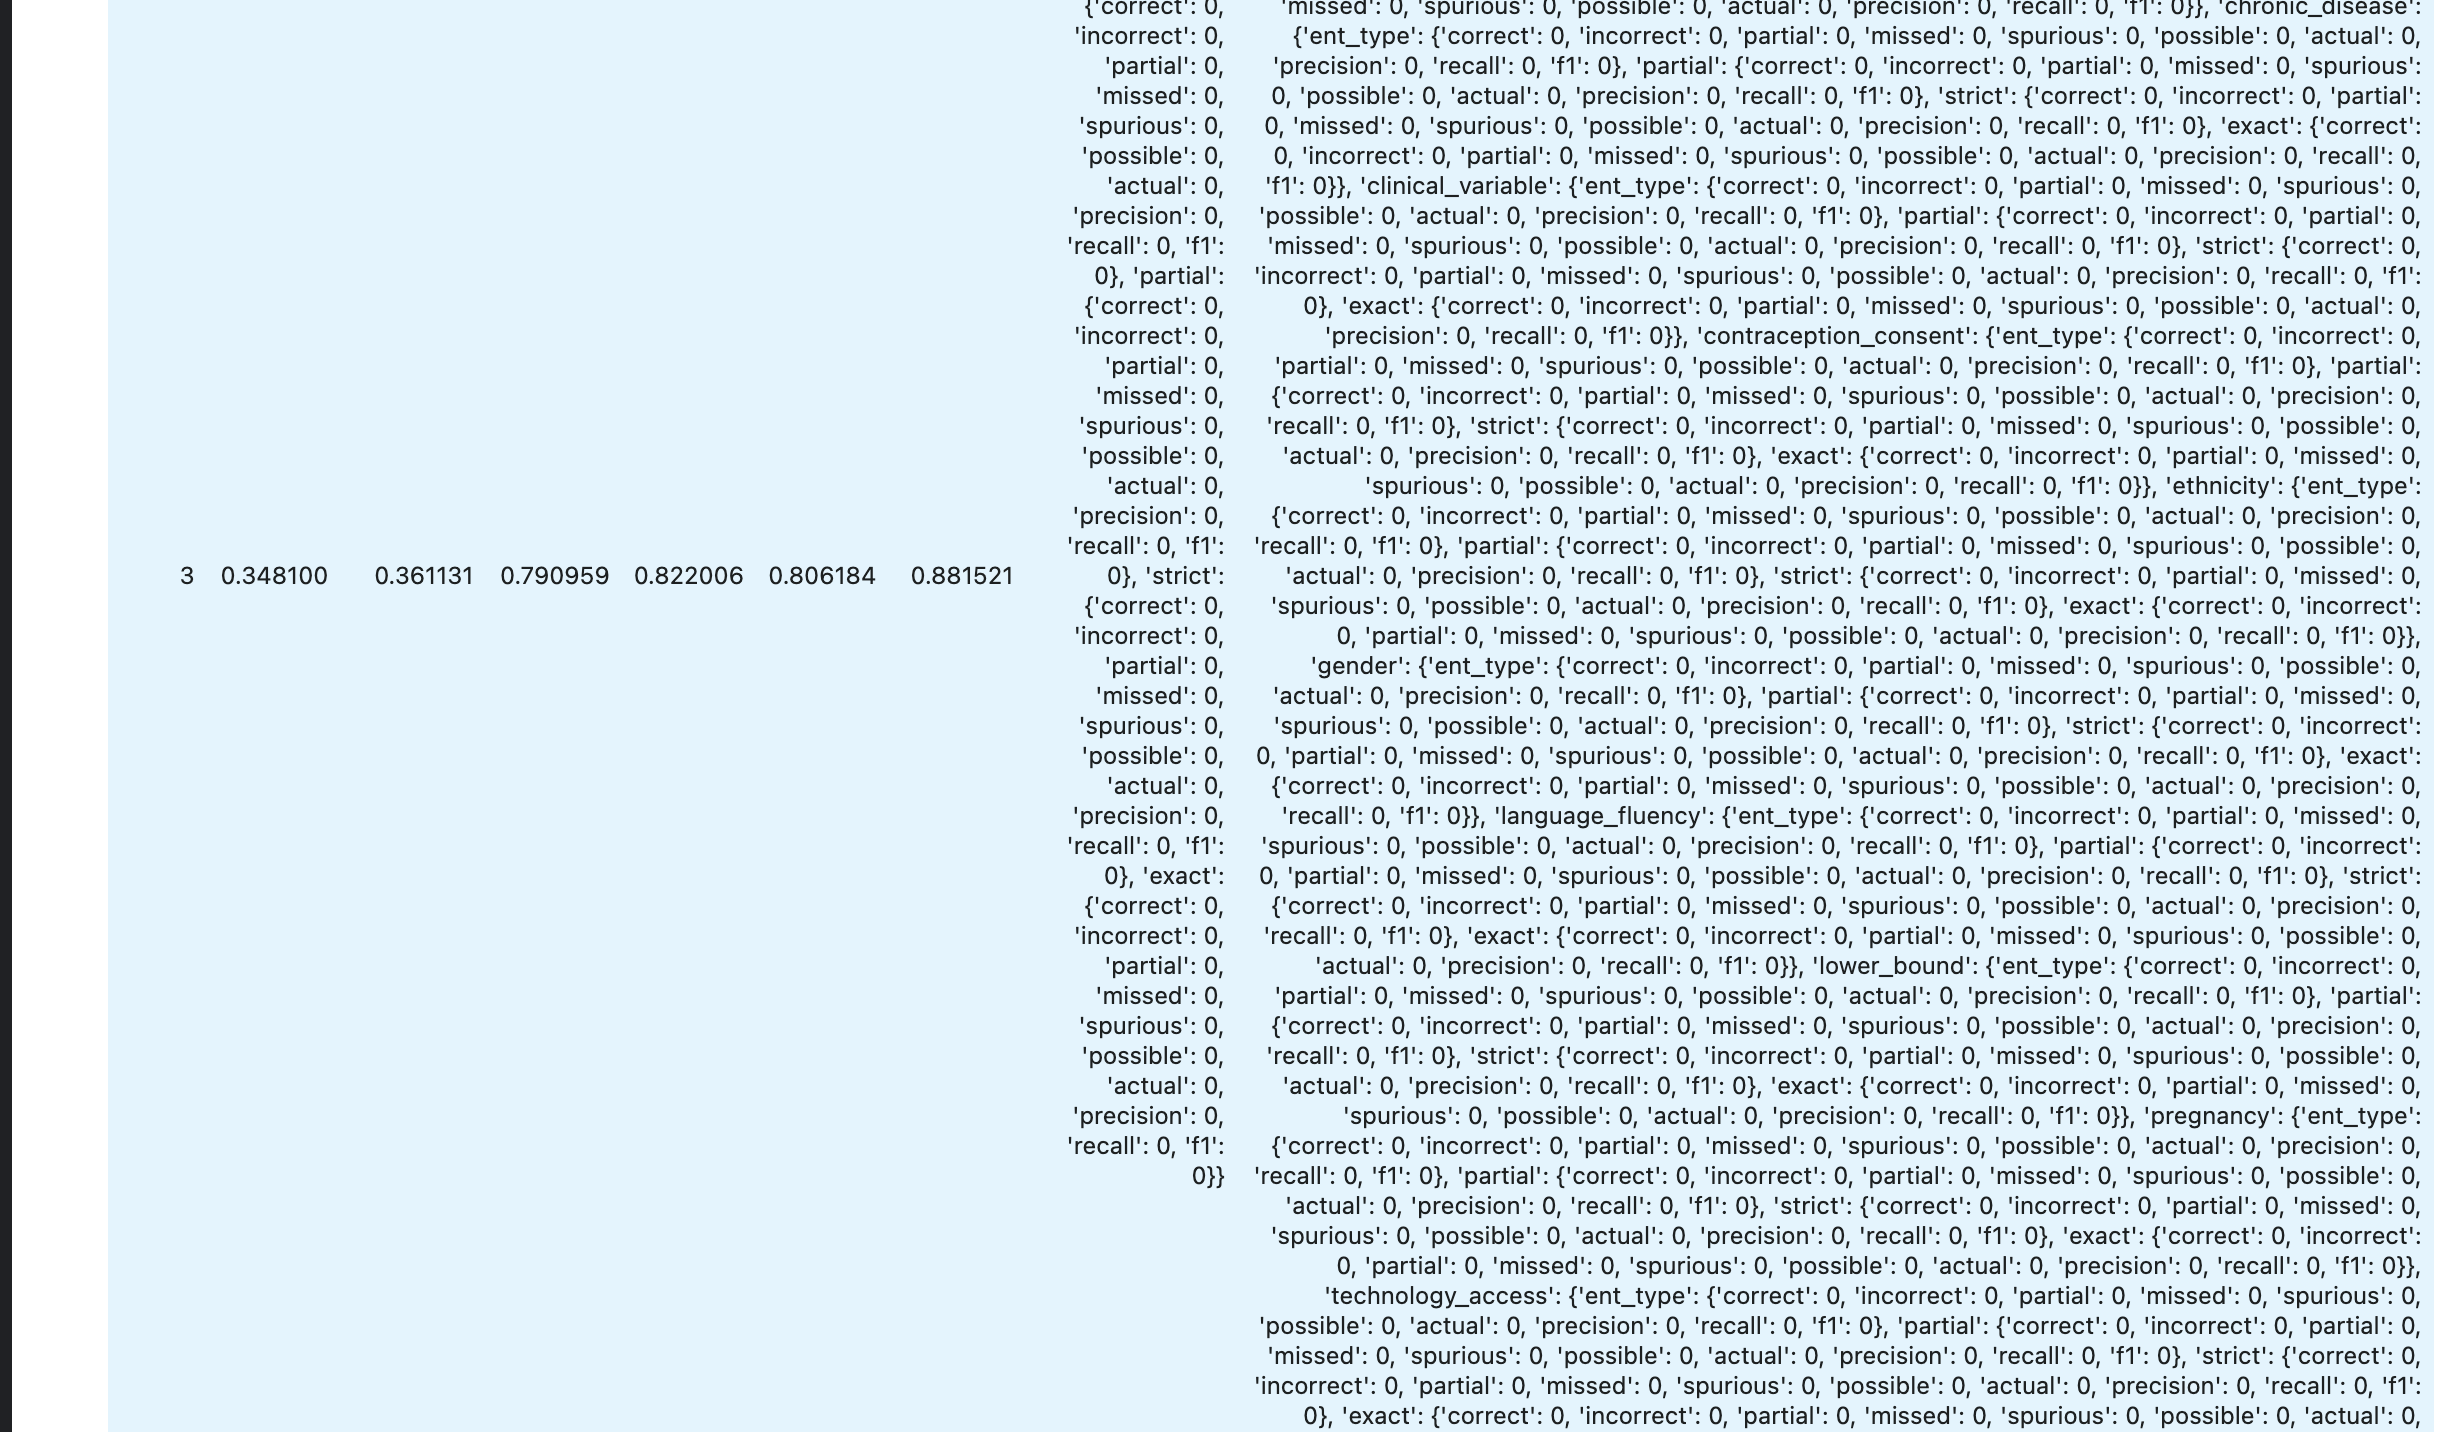 3 0.348100 0.361131 0.790959 0.822006 0.806184 0.881521
{'correct': 0,
'incorrect': 0,
'partial': 0,
'missed': 0,
'spurious': 0,
'possible': 0,
'actual': 0,
'precision': 0,
'recall': 0, 'f1':
0}, 'partial':
{'correct': 0,
'incorrect': 0,
'partial': 0,
'missed': 0,
'spurious': 0,
'possible': 0,
'actual': 0,
'precision': 0,
'recall': 0, 'f1':
0}, 'strict':
{'correct': 0,
'incorrect': 0,
'partial': 0,
'missed': 0,
'spurious': 0,
'possible': 0,
'actual': 0,
'precision': 0,
'recall': 0, 'f1':
0}, 'exact':
{'correct': 0,
'incorrect': 0,
'partial': 0,
'missed': 0,
'spurious': 0,
'possible': 0,
'actual': 0,
'precision': 0,
'recall': 0, 'f1':
0}}
'missed': 0, 'spurious': 0, 'possible': 0, 'actual': 0, 'precision': 0, 'recall': 0, 'f1': 0}}, 'chronic_disease':
{'ent_type': {'correct': 0, 'incorrect': 0, 'partial': 0, 'missed': 0, 'spurious': 0, 'possible': 0, 'actual': 0,
'precision': 0, 'recall': 0, 'f1': 0}, 'partial': {'correct': 0, 'incorrect': 0, 'partial': 0, 'missed': 0, 'spurious':
0, 'possible': 0, 'actual': 0, 'precision': 0, 'recall': 0, 'f1': 0}, 'strict': {'correct': 0, 'incorrect': 0, 'partial':
0, 'missed': 0, 'spurious': 0, 'possible': 0, 'actual': 0, 'precision': 0, 'recall': 0, 'f1': 0}, 'exact': {'correct':
0, 'incorrect': 0, 'partial': 0, 'missed': 0, 'spurious': 0, 'possible': 0, 'actual': 0, 'precision': 0, 'recall': 0,
'f1': 0}}, 'clinical_variable': {'ent_type': {'correct': 0, 'incorrect': 0, 'partial': 0, 'missed': 0, 'spurious': 0,
'possible': 0, 'actual': 0, 'precision': 0, 'recall': 0, 'f1': 0}, 'partial': {'correct': 0, 'incorrect': 0, 'partial': 0,
'missed': 0, 'spurious': 0, 'possible': 0, 'actual': 0, 'precision': 0, 'recall': 0, 'f1': 0}, 'strict': {'correct': 0,
'incorrect': 0, 'partial': 0, 'missed': 0, 'spurious': 0, 'possible': 0, 'actual': 0, 'precision': 0, 'recall': 0, 'f1':
0}, 'exact': {'correct': 0, 'incorrect': 0, 'partial': 0, 'missed': 0, 'spurious': 0, 'possible': 0, 'actual': 0,
'precision': 0, 'recall': 0, 'f1': 0}}, 'contraception_consent': {'ent_type': {'correct': 0, 'incorrect': 0,
'partial': 0, 'missed': 0, 'spurious': 0, 'possible': 0, 'actual': 0, 'precision': 0, 'recall': 0, 'f1': 0}, 'partial':
{'correct': 0, 'incorrect': 0, 'partial': 0, 'missed': 0, 'spurious': 0, 'possible': 0, 'actual': 0, 'precision': 0,
'recall': 0, 'f1': 0}, 'strict': {'correct': 0, 'incorrect': 0, 'partial': 0, 'missed': 0, 'spurious': 0, 'possible': 0,
'actual': 0, 'precision': 0, 'recall': 0, 'f1': 0}, 'exact': {'correct': 0, 'incorrect': 0, 'partial': 0, 'missed': 0,
'spurious': 0, 'possible': 0, 'actual': 0, 'precision': 0, 'recall': 0, 'f1': 0}}, 'ethnicity': {'ent_type':
{'correct': 0, 'incorrect': 0, 'partial': 0, 'missed': 0, 'spurious': 0, 'possible': 0, 'actual': 0, 'precision': 0,
'recall': 0, 'f1': 0}, 'partial': {'correct': 0, 'incorrect': 0, 'partial': 0, 'missed': 0, 'spurious': 0, 'possible': 0,
'actual': 0, 'precision': 0, 'recall': 0, 'f1': 0}, 'strict': {'correct': 0, 'incorrect': 0, 'partial': 0, 'missed': 0,
'spurious': 0, 'possible': 0, 'actual': 0, 'precision': 0, 'recall': 0, 'f1': 0}, 'exact': {'correct': 0, 'incorrect':
0, 'partial': 0, 'missed': 0, 'spurious': 0, 'possible': 0, 'actual': 0, 'precision': 0, 'recall': 0, 'f1': 0}},
'gender': {'ent_type': {'correct': 0, 'incorrect': 0, 'partial': 0, 'missed': 0, 'spurious': 0, 'possible': 0,
'actual': 0, 'precision': 0, 'recall': 0, 'f1': 0}, 'partial': {'correct': 0, 'incorrect': 0, 'partial': 0, 'missed': 0,
'spurious': 0, 'possible': 0, 'actual': 0, 'precision': 0, 'recall': 0, 'f1': 0}, 'strict': {'correct': 0, 'incorrect':
0, 'partial': 0, 'missed': 0, 'spurious': 0, 'possible': 0, 'actual': 0, 'precision': 0, 'recall': 0, 'f1': 0}, 'exact':
{'correct': 0, 'incorrect': 0, 'partial': 0, 'missed': 0, 'spurious': 0, 'possible': 0, 'actual': 0, 'precision': 0,
'recall': 0, 'f1': 0}}, 'language_fluency': {'ent_type': {'correct': 0, 'incorrect': 0, 'partial': 0, 'missed': 0,
'spurious': 0, 'possible': 0, 'actual': 0, 'precision': 0, 'recall': 0, 'f1': 0}, 'partial': {'correct': 0, 'incorrect':
0, 'partial': 0, 'missed': 0, 'spurious': 0, 'possible': 0, 'actual': 0, 'precision': 0, 'recall': 0, 'f1': 0}, 'strict':
{'correct': 0, 'incorrect': 0, 'partial': 0, 'missed': 0, 'spurious': 0, 'possible': 0, 'actual': 0, 'precision': 0,
'recall': 0, 'f1': 0}, 'exact': {'correct': 0, 'incorrect': 0, 'partial': 0, 'missed': 0, 'spurious': 0, 'possible': 0,
'actual': 0, 'precision': 0, 'recall': 0, 'f1': 0}}, 'lower_bound': {'ent_type': {'correct': 0, 'incorrect': 0,
'partial': 0, 'missed': 0, 'spurious': 0, 'possible': 0, 'actual': 0, 'precision': 0, 'recall': 0, 'f1': 0}, 'partial':
{'correct': 0, 'incorrect': 0, 'partial': 0, 'missed': 0, 'spurious': 0, 'possible': 0, 'actual': 0, 'precision': 0,
'recall': 0, 'f1': 0}, 'strict': {'correct': 0, 'incorrect': 0, 'partial': 0, 'missed': 0, 'spurious': 0, 'possible': 0,
'actual': 0, 'precision': 0, 'recall': 0, 'f1': 0}, 'exact': {'correct': 0, 'incorrect': 0, 'partial': 0, 'missed': 0,
'spurious': 0, 'possible': 0, 'actual': 0, 'precision': 0, 'recall': 0, 'f1': 0}}, 'pregnancy': {'ent_type':
{'correct': 0, 'incorrect': 0, 'partial': 0, 'missed': 0, 'spurious': 0, 'possible': 0, 'actual': 0, 'precision': 0,
'recall': 0, 'f1': 0}, 'partial': {'correct': 0, 'incorrect': 0, 'partial': 0, 'missed': 0, 'spurious': 0, 'possible': 0,
'actual': 0, 'precision': 0, 'recall': 0, 'f1': 0}, 'strict': {'correct': 0, 'incorrect': 0, 'partial': 0, 'missed': 0,
'spurious': 0, 'possible': 0, 'actual': 0, 'precision': 0, 'recall': 0, 'f1': 0}, 'exact': {'correct': 0, 'incorrect':
0, 'partial': 0, 'missed': 0, 'spurious': 0, 'possible': 0, 'actual': 0, 'precision': 0, 'recall': 0, 'f1': 0}},
'technology_access': {'ent_type': {'correct': 0, 'incorrect': 0, 'partial': 0, 'missed': 0, 'spurious': 0,
'possible': 0, 'actual': 0, 'precision': 0, 'recall': 0, 'f1': 0}, 'partial': {'correct': 0, 'incorrect': 0, 'partial': 0,
'missed': 0, 'spurious': 0, 'possible': 0, 'actual': 0, 'precision': 0, 'recall': 0, 'f1': 0}, 'strict': {'correct': 0,
'incorrect': 0, 'partial': 0, 'missed': 0, 'spurious': 0, 'possible': 0, 'actual': 0, 'precision': 0, 'recall': 0, 'f1':
0}, 'exact': {'correct': 0, 'incorrect': 0, 'partial': 0, 'missed': 0, 'spurious': 0, 'possible': 0, 'actual': 0,